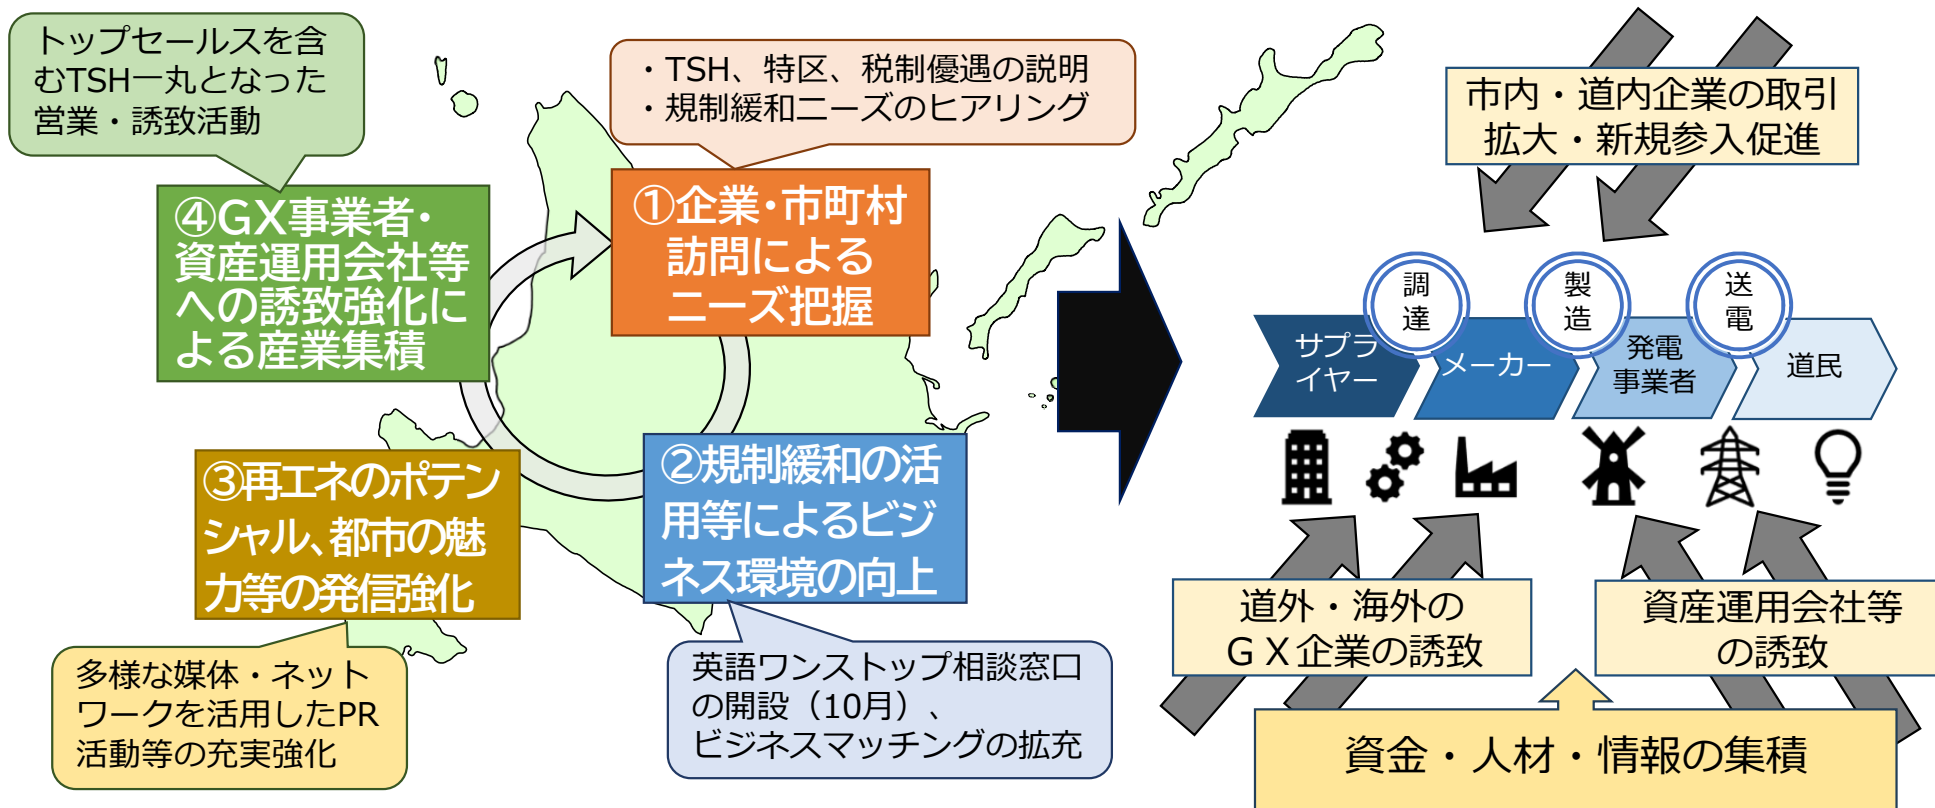 トップセールスを含
むTSH一丸となった
営業・誘致活動
・TSH、特区、税制優遇の説明
・規制緩和ニーズのヒアリング
④GX事業者・
資産運用会社等
への誘致強化に
よる産業集積
①企業・市町村
訪問による
ニーズ把握
③再エネのポテン
シャル、都市の魅
力等の発信強化
②規制緩和の活
用等によるビジ
ネス環境の向上
多様な媒体・ネット
ワークを活用したPR
活動等の充実強化
英語ワンストップ相談窓口
の開設（10月）、
ビジネスマッチングの拡充
市内・道内企業の取引
拡大・新規参入促進
調
達
製
造
送
電
サプラ
イヤー
メーカー
発電
事業者
道民
道外・海外の
ＧＸ企業の誘致
資産運用会社等
の誘致
資金・人材・情報の集積